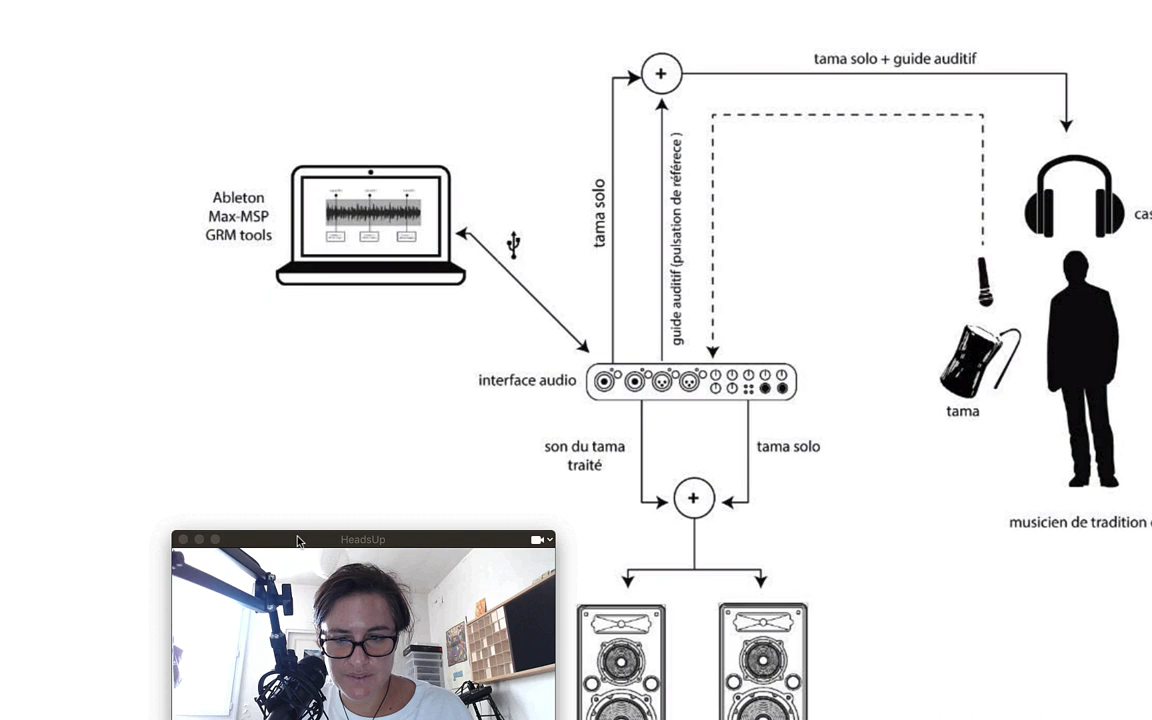 tama solo + guide auditif
tama solo
guide auditif (pulsation de référece )
Ableton
Max-MSP
GRM tools
cas
interface audio
tama
son du tama
traité
tama solo
musicien de tradition
HeadsUp